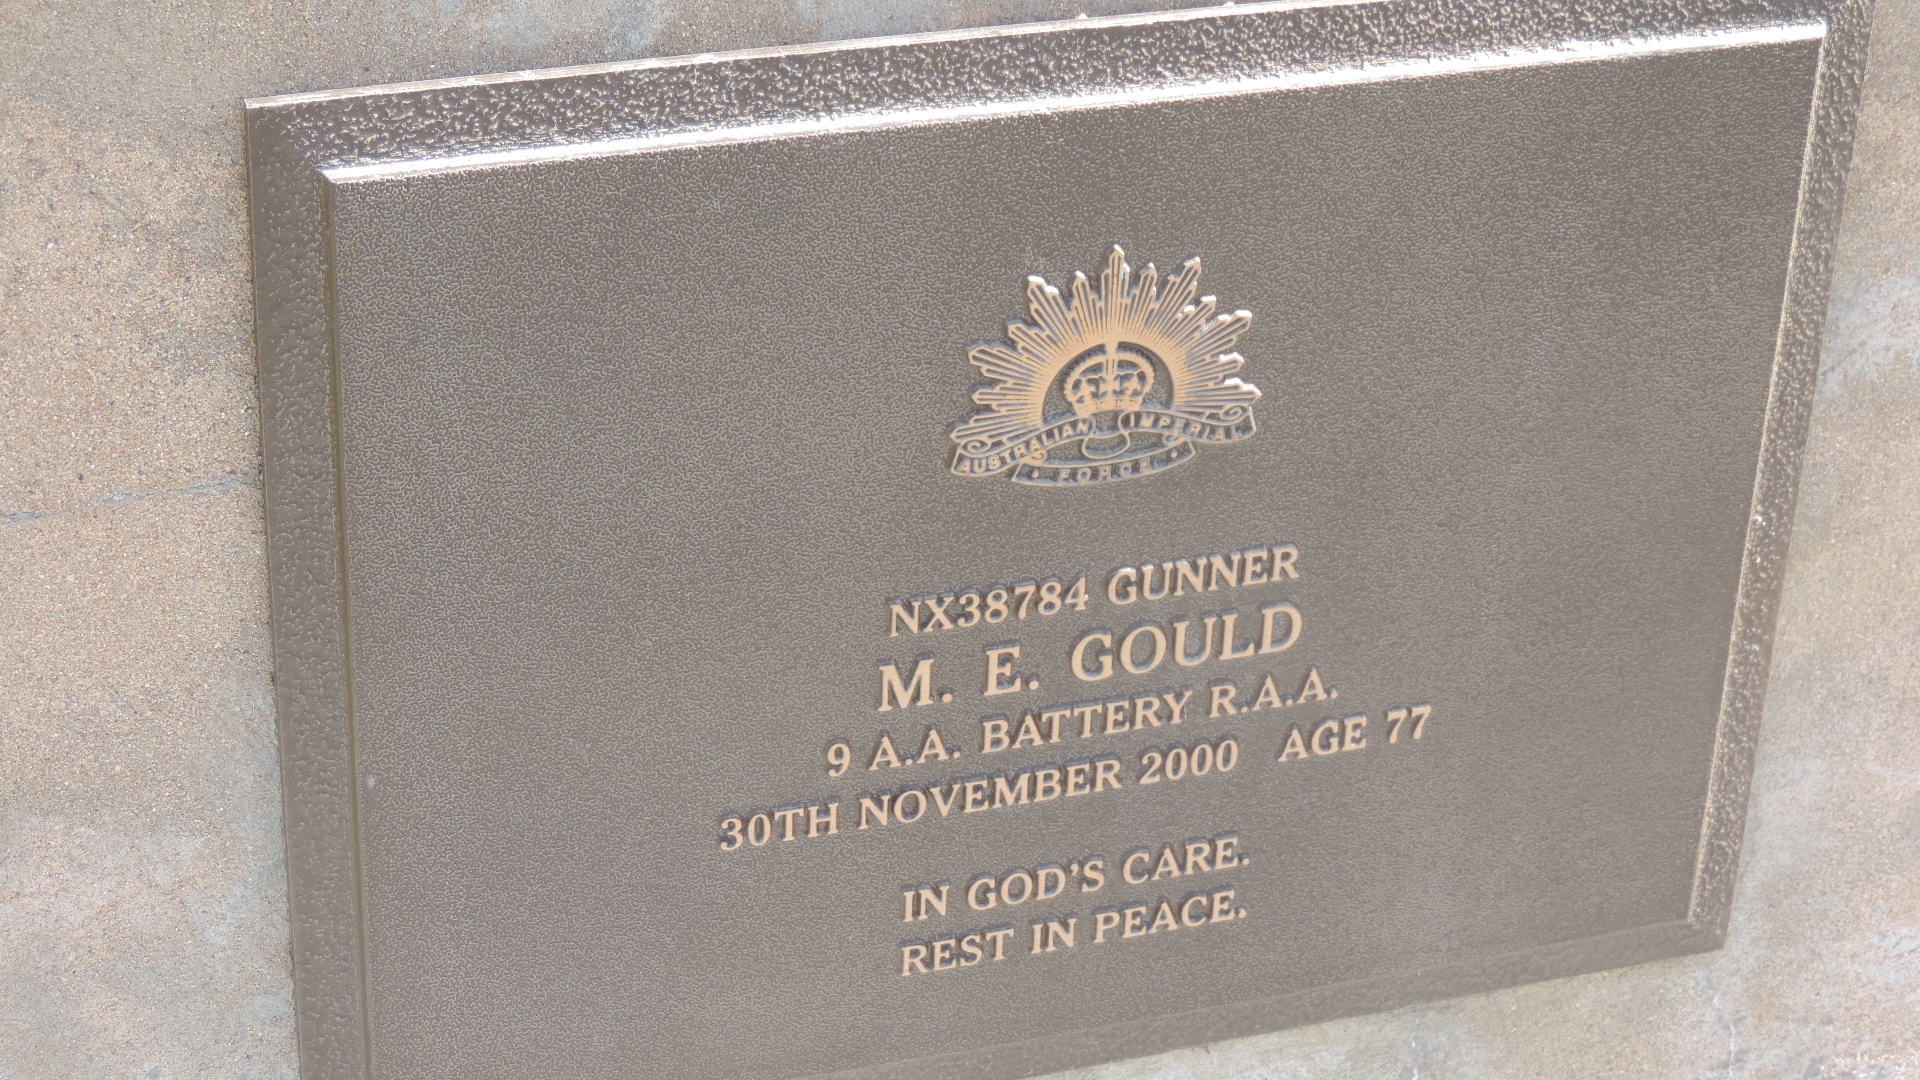 AUSTRALIAN IMPERIAL
FORCE
NX38784 GUNNER
M. E. GOULD
9 A.A. BATTERY R.A.A.
30TH NOVEMBER 2000 AGE 77
IN GOD'S CARE.
REST IN PEACE.